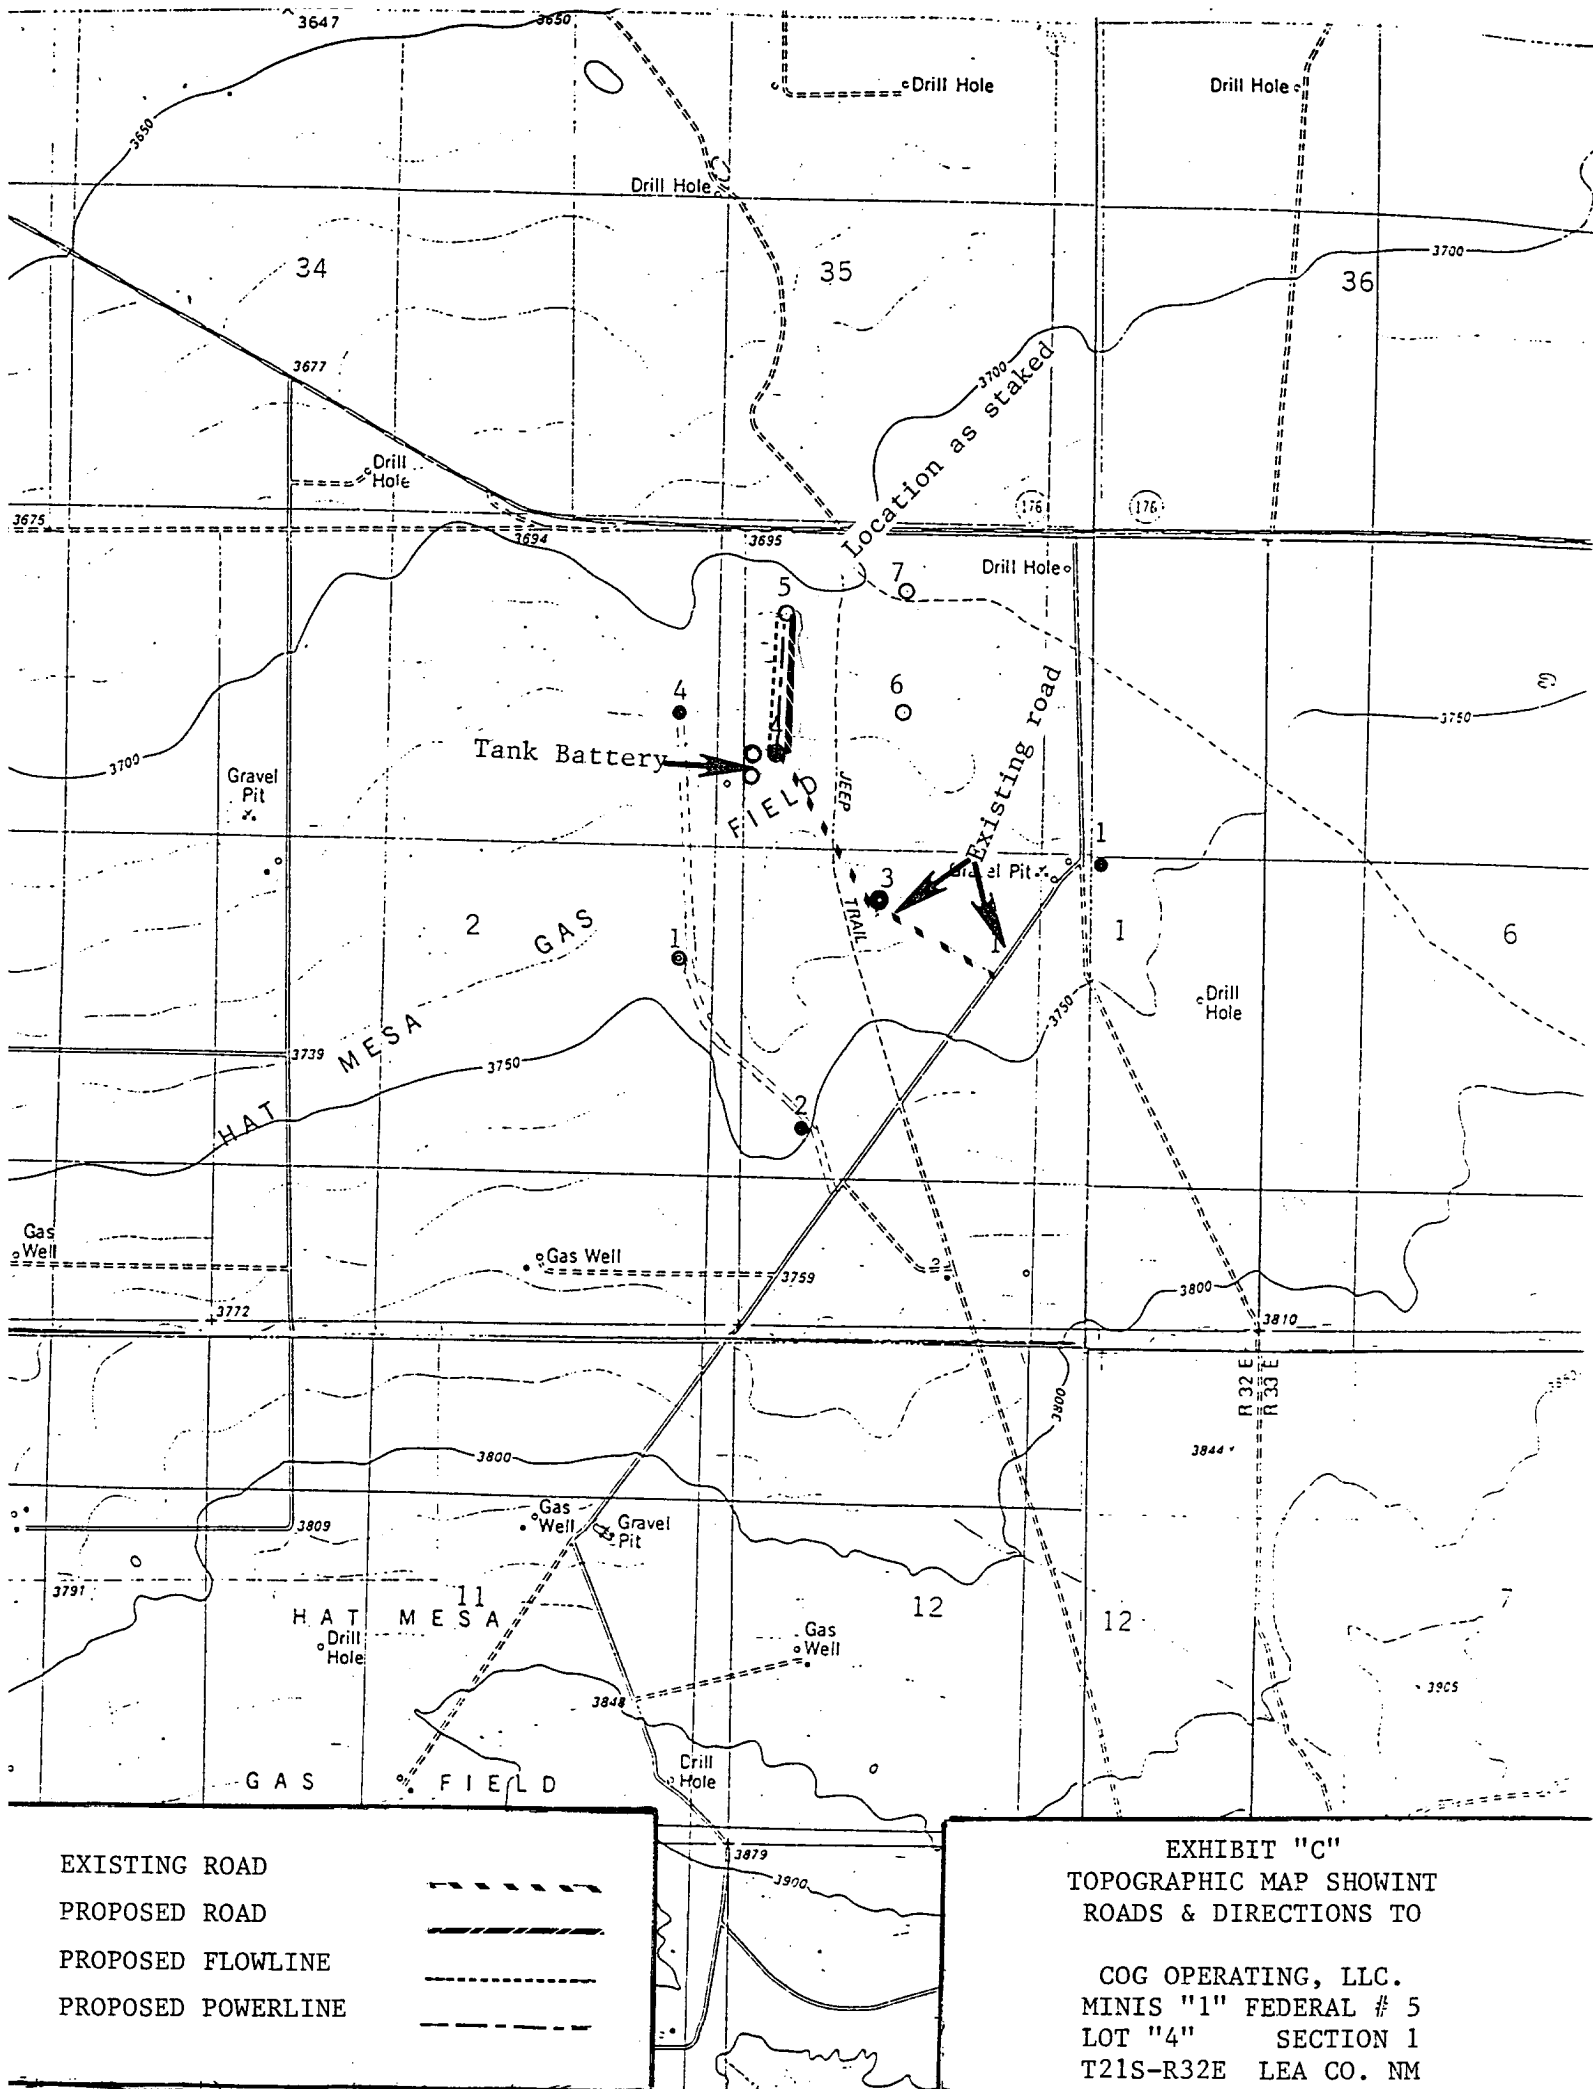 3647
3650
3650
Drill Hole
Drill Hole
Drill Hole
34
35
36
3700
3677
3700
Location as staked
Drill
Hole
176
176
3675
3694
3695
Drill Hole
7
5
4
6
Existing road
3750
Tank Battery
3700
Gravel
Pit
FIELD
JEEP
TRAIL
1
3
Pit
2
GAS
1
1
1
6
Drill
Hole
3750
MESA
3739
3750
HAT
2
Gas
Well
Gas Well
3759
3800
3772
3810
R 32 E
R 33 E
3800
3844
3800
Gas
Well
Gravel
Pit
3809
3791
11
12
12
7
HAT MESA
Drill
Hole
Gas
Well
3848
3905
Drill
Hole
GAS FIELD
3879
3900
EXISTING ROAD
PROPOSED ROAD
PROPOSED FLOWLINE
PROPOSED POWERLINE
EXHIBIT "C"
TOPOGRAPHIC MAP SHOWINT
ROADS & DIRECTIONS TO
COG OPERATING, LLC.
MINIS "1" FEDERAL # 5
LOT "4" SECTION 1
T21S-R32E LEA CO. NM